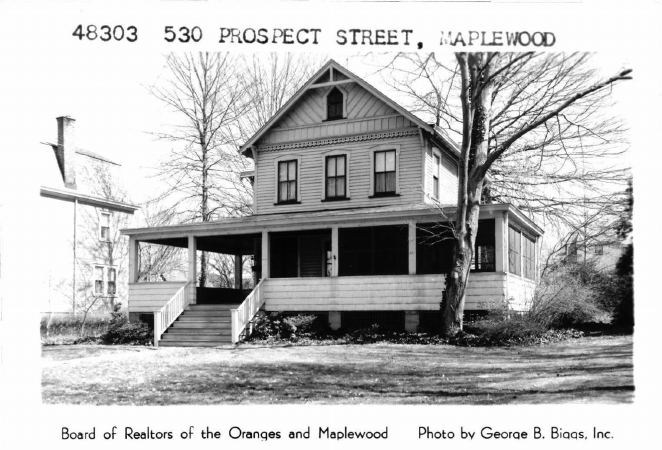 48303 530 PROSPECT STREET, MAPLEWOOD
Board of Realtors of the Oranges and Maplewood Photo by George B. Biggs, Inc.